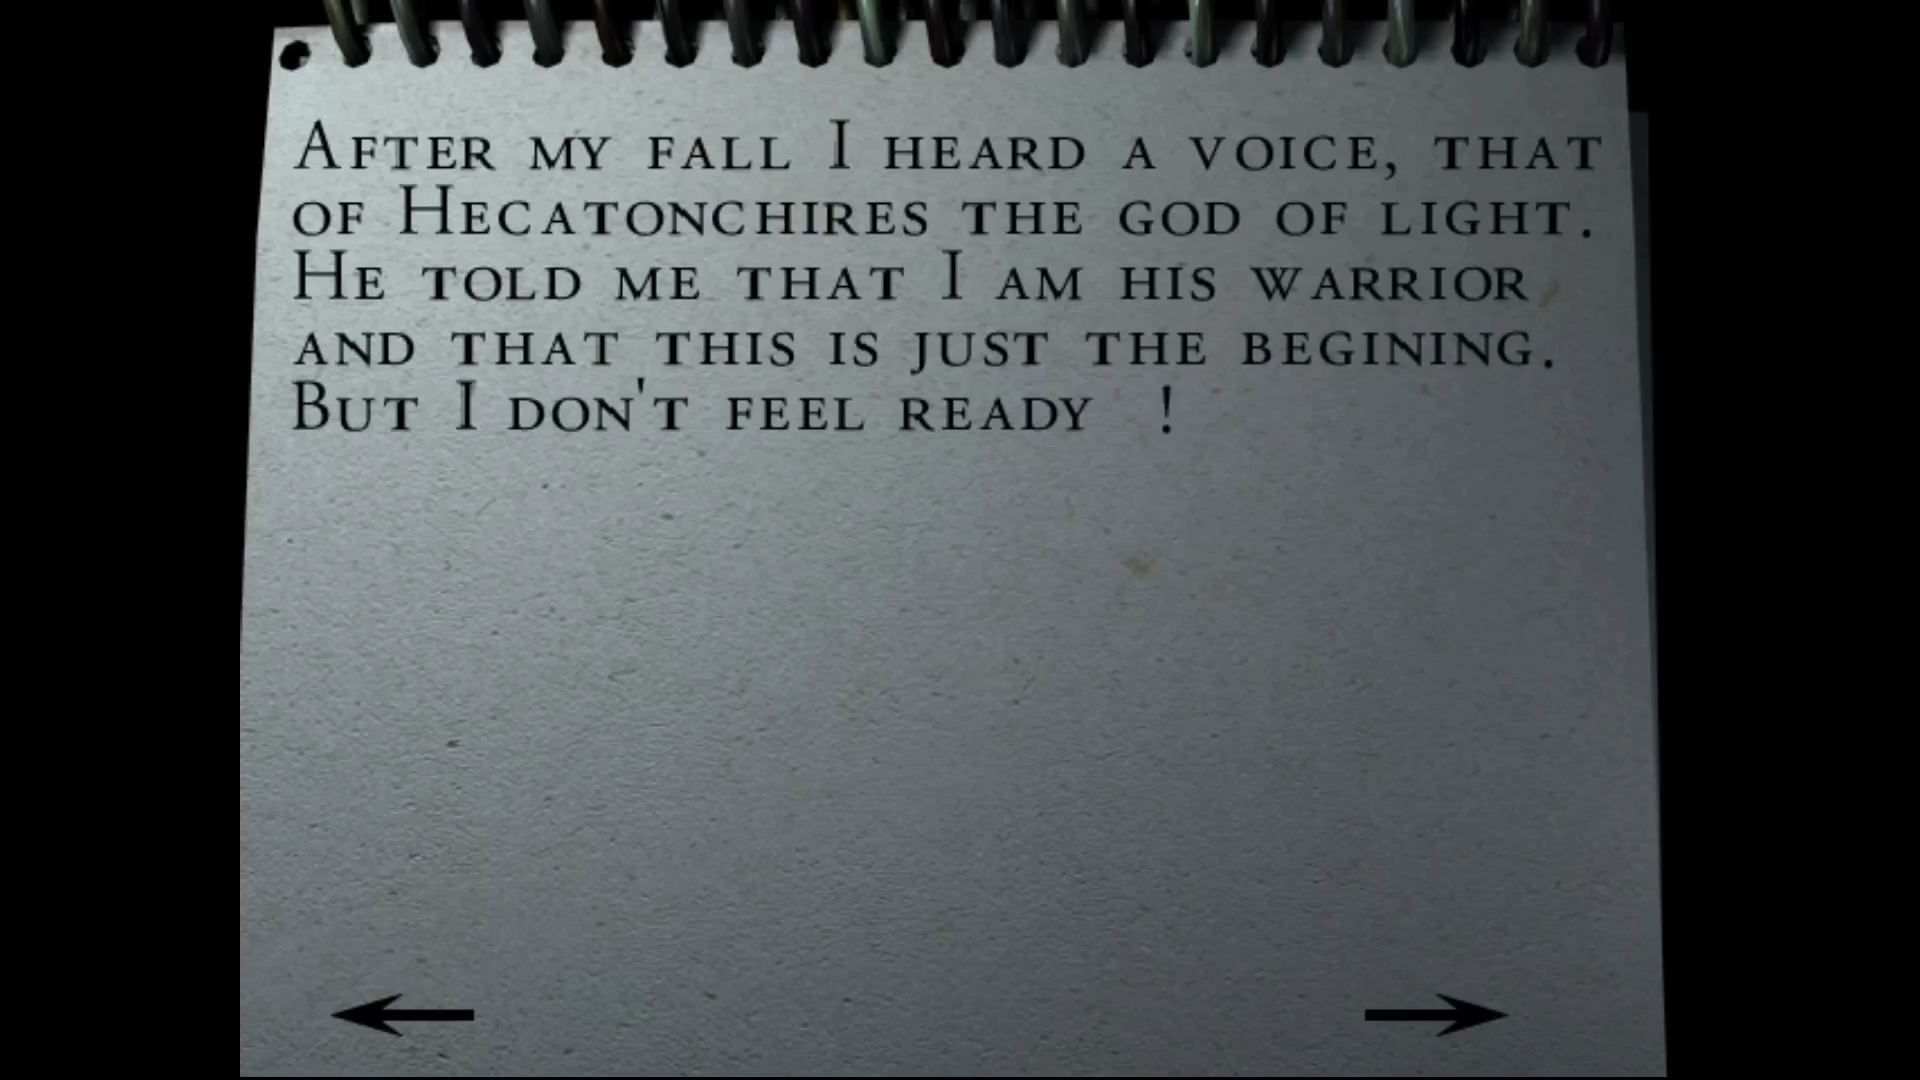 After my fall I heard a voice, that
of Hecatonchires the god of light.
He told me that I am his warrior
and that this is just the begining.
But I don't feel ready !